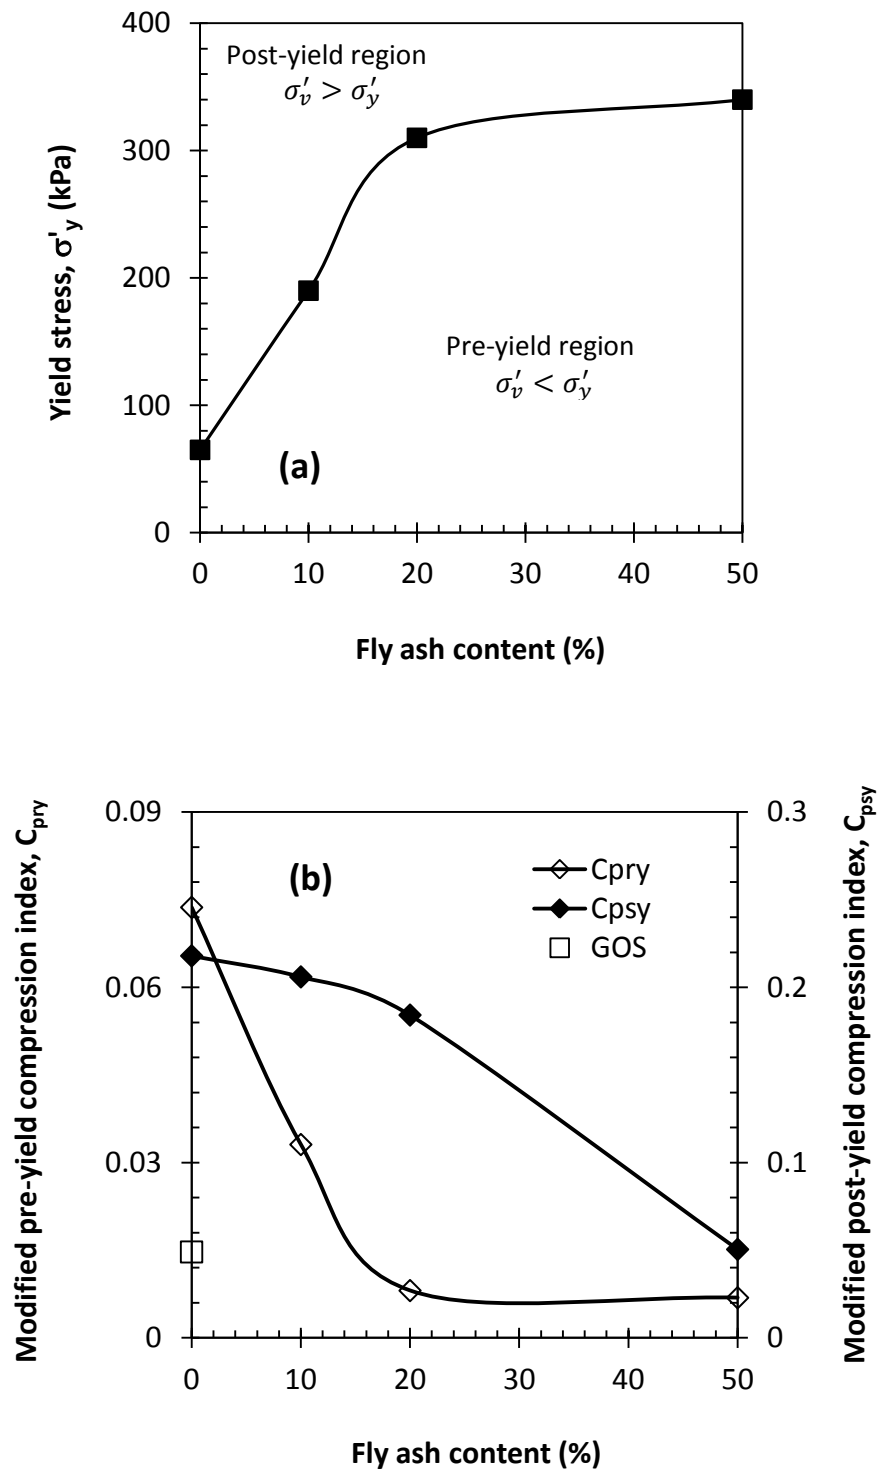 400
Post-yield region
σ′v > σ′y
300
Yield stress, σ'y (kPa)
200
Pre-yield region
σ′v < σ′y
100
(a)
0
0 10 20 30 40 50
Fly ash content (%)
Modified pre-yield compression index, Cpry
Modified post-yield compression index, Cpsy
0.09 0.3
(b)
Cpry
Cpsy
GOS
0.06 0.2
0.03 0.1
0 0
0 10 20 30 40 50
Fly ash content (%)